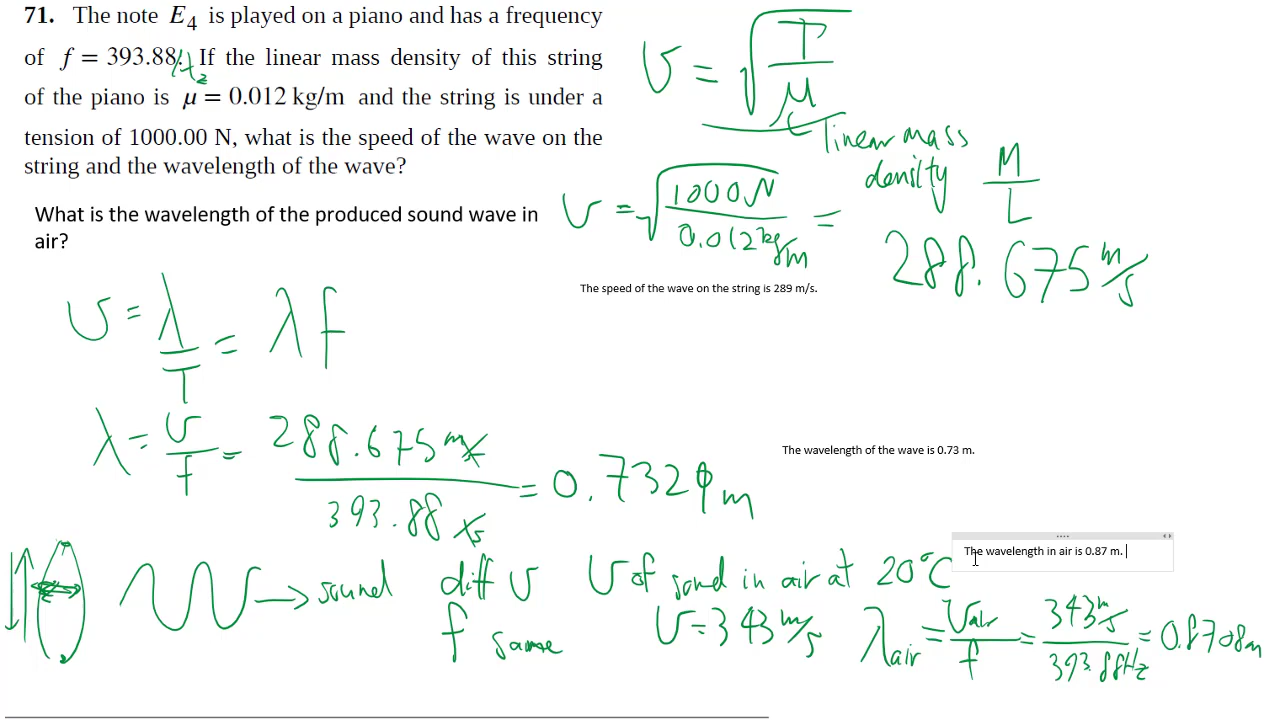 71. The note E₄ is played on a piano and has a frequency
of f = 393.88. Hz If the linear mass density of this string
of the piano is μ = 0.012 kg/m and the string is under a
tension of 1000.00 N, what is the speed of the wave on the
string and the wavelength of the wave?
What is the wavelength of the produced sound wave in
air?
υ = √(T/μ)
linear mass
density M/L
υ = √(1000N/0.012 kg/m) =
288.675 m/s
The speed of the wave on the string is 289 m/s.
υ = λ/T = λf
λ = υ/f = 288.675 m/s / 393.88 1/s = 0.7329 m
The wavelength of the wave is 0.73 m.
The wavelength in air is 0.87 m.
→ sound
diff υ
f same
υ of sound in air at 20°C
υ = 343 m/s
λair = υair/f = 343 m/s / 393.88Hz = 0.8708m